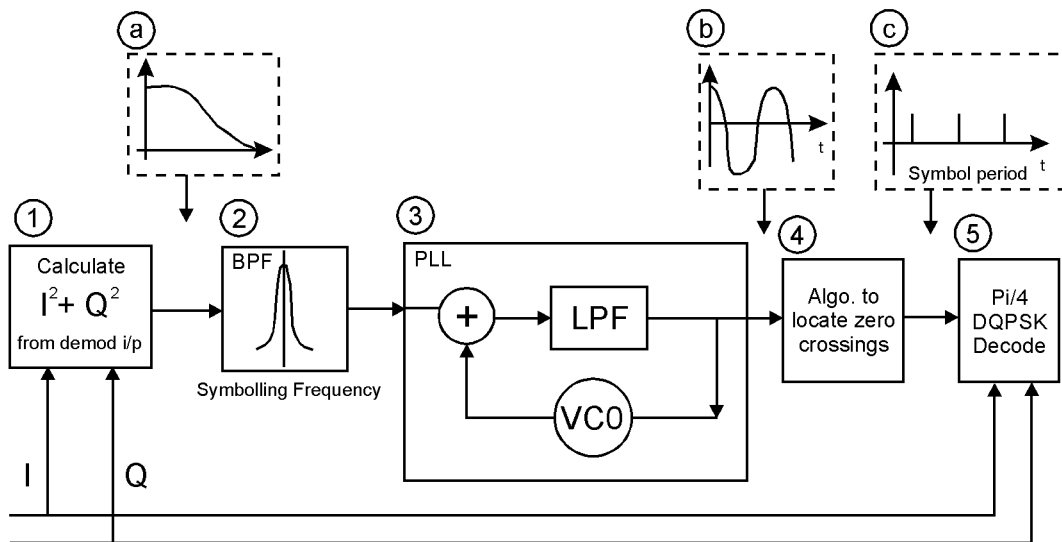 a
b
c
t
Symbol period
t
1
2
3
4
5
Calculate
I² + Q²
from demod i/p
BPF
Symbolling Frequency
PLL
+
LPF
VC0
Algo. to
locate zero
crossings
Pi/4
DQPSK
Decode
I
Q